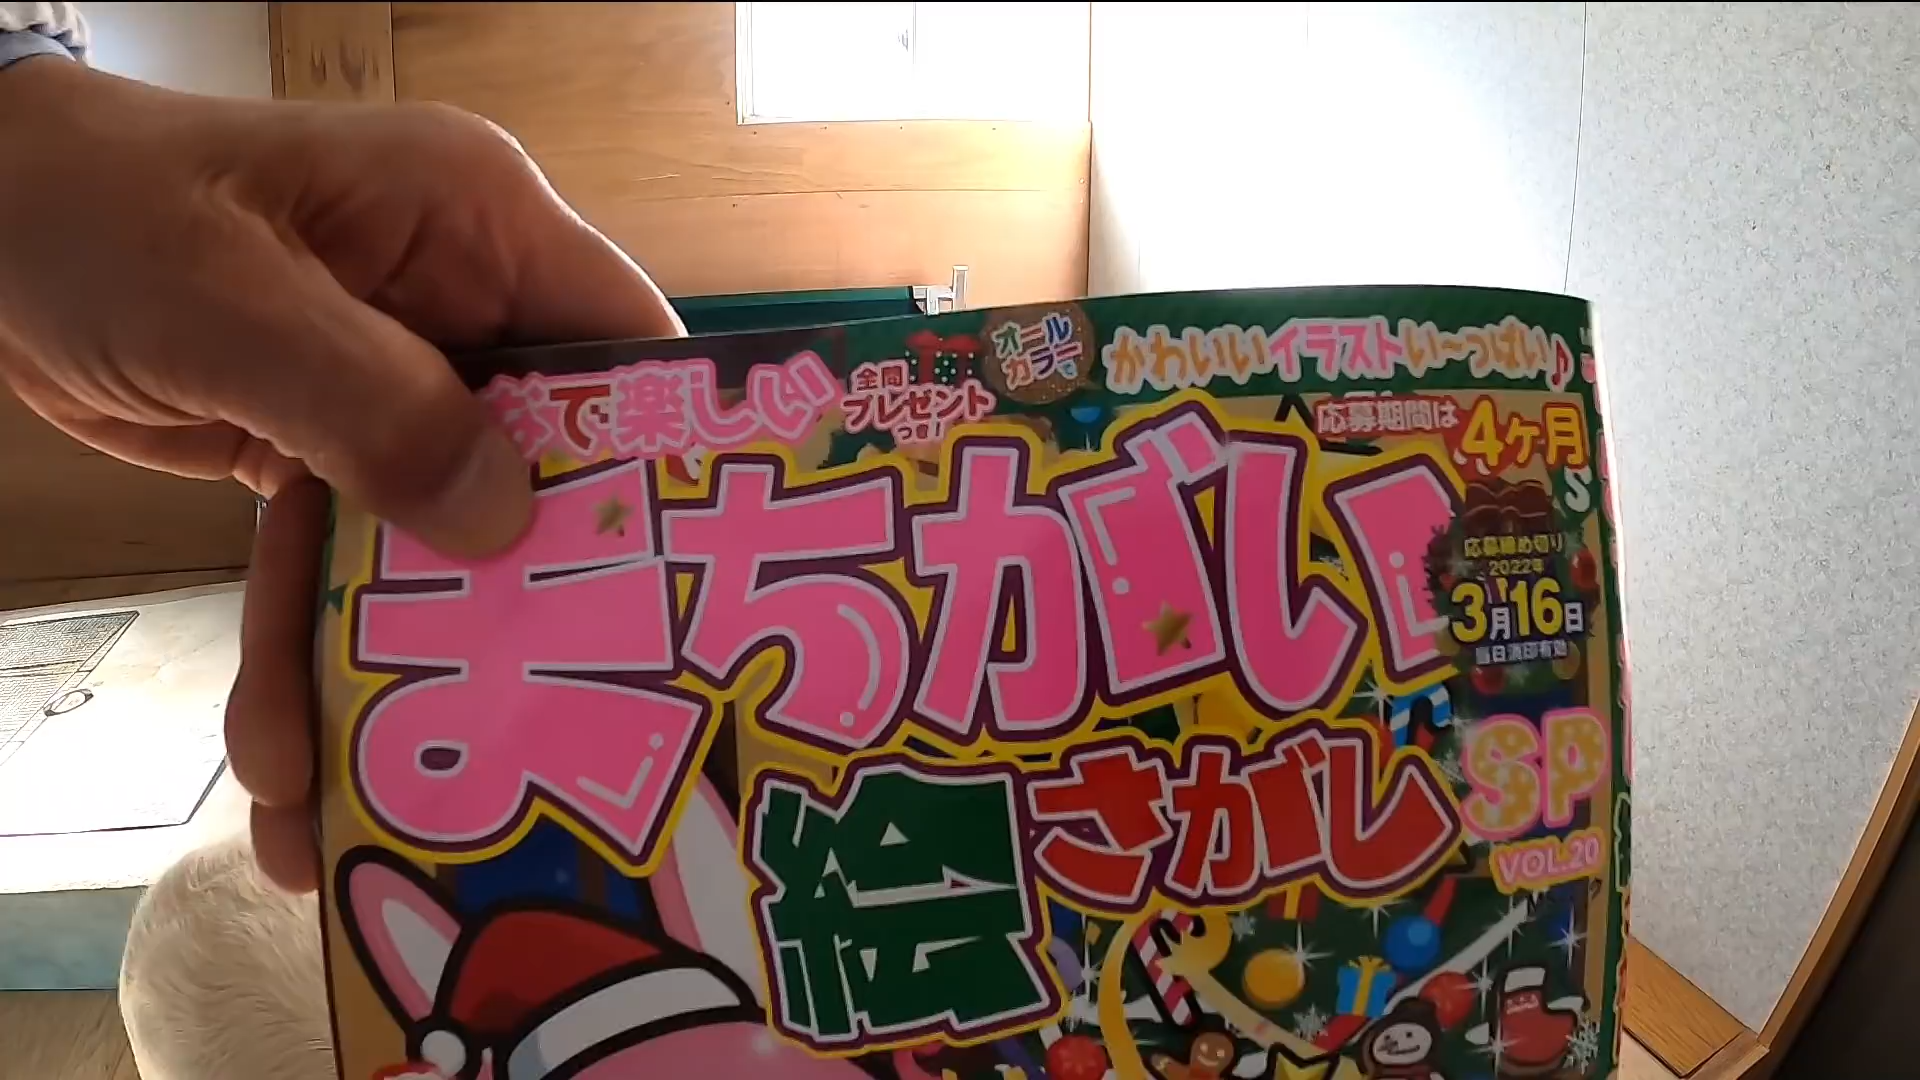 で楽しい
全問
プレゼント
つき!
オール
カラーで
かわいいイラストい〜っぱい♪
応募期間は
4ヶ月
まちがい
絵さがし
応募締め切り
2022年
3月16日
当日消印有効
SP
VOL.20